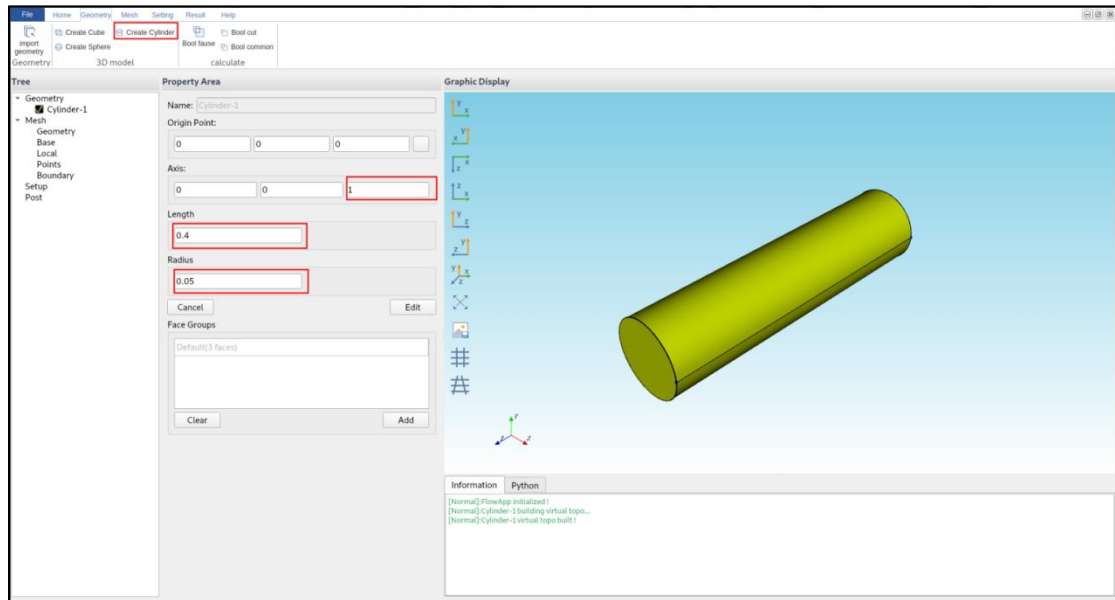 File Home Geometry Mesh Setting Result Help
Import geometry
Create Cube
Create Cylinder
Create Sphere
Bool fause
Bool cut
Bool common
Geometry 3D model calculate
Tree
Geometry
Cylinder-1
Mesh
Geometry
Base
Local
Points
Boundary
Setup
Post
Property Area
Name: Cylinder-1
Origin Point:
0 0 0
Axis:
0 0 1
Length
0.4
Radius
0.05
Cancel Edit
Face Groups
Default(3 faces)
Clear Add
Graphic Display
Y X
X Y
X Z
Z X
Y Z
Z Y
Y X Z
Y
Z X
Information Python
[Normal]:FlowApp initialized !
[Normal]:Cylinder-1 building virtual topo...
[Normal]:Cylinder-1 virtual topo built !